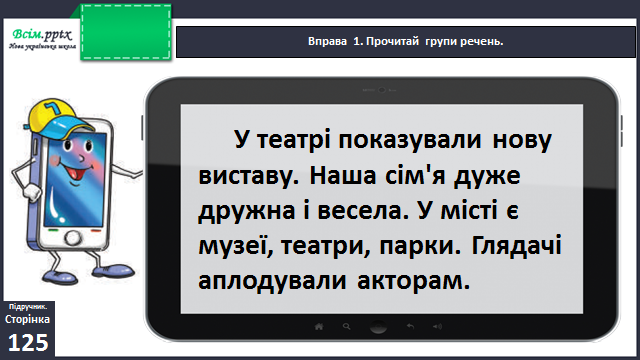 Всім.pptx
Нова українська школа
Вправа 1. Прочитай групи речень.
У театрі показували нову
виставу. Наша сім'я дуже
дружна і весела. У місті є
музеї, театри, парки. Глядачі
аплодували акторам.
Підручник.
Сторінка
125